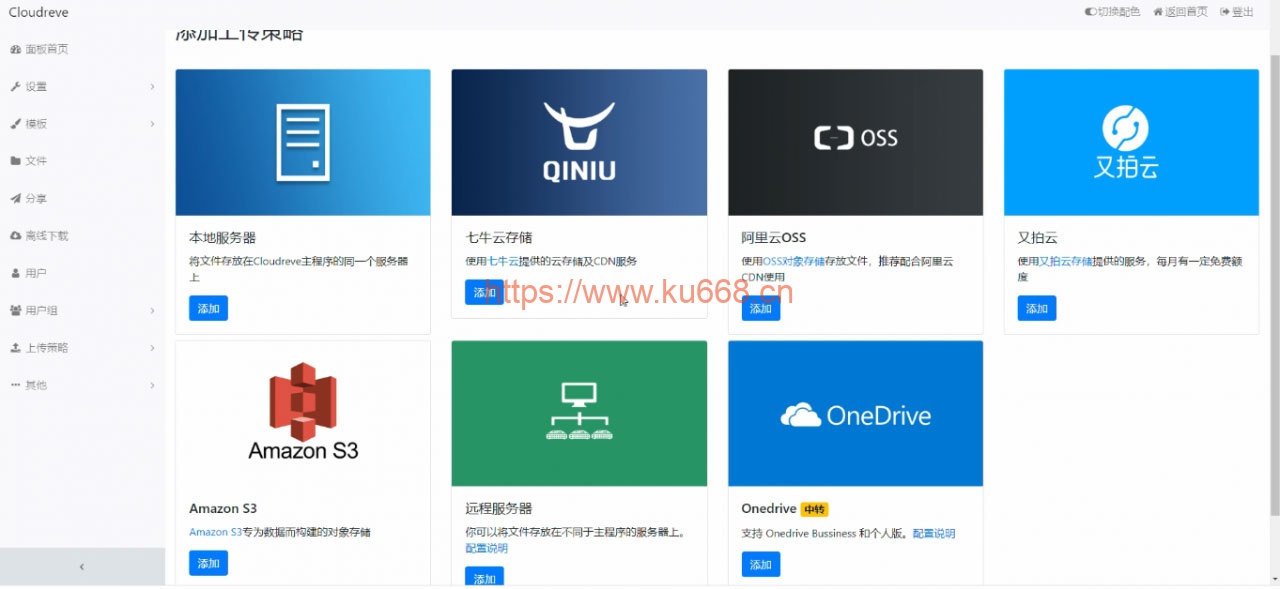 Cloudreve
切换配色 返回首页 登出
面板首页
设置
模板
文件
分享
离线下载
用户
用户组
上传策略
其他
添加上传策略
QINIU
OSS
又拍云
本地服务器
将文件存放在Cloudreve主程序的同一个服务器
上
添加
七牛云存储
使用七牛云提供的云存储及CDN服务
添加
阿里云OSS
使用OSS对象存储存放文件，推荐配合阿里云
CDN使用
添加
又拍云
使用又拍云存储提供的服务，每月有一定免费额
度
添加
https://www.ku668.cn
Amazon S3
OneDrive
Amazon S3
Amazon S3专为数据而构建的对象存储
添加
远程服务器
你可以将文件存放在不同于主程序的服务器上。
配置说明
添加
Onedrive 中转
支持 Onedrive Bussiness 和个人版。配置说明
添加